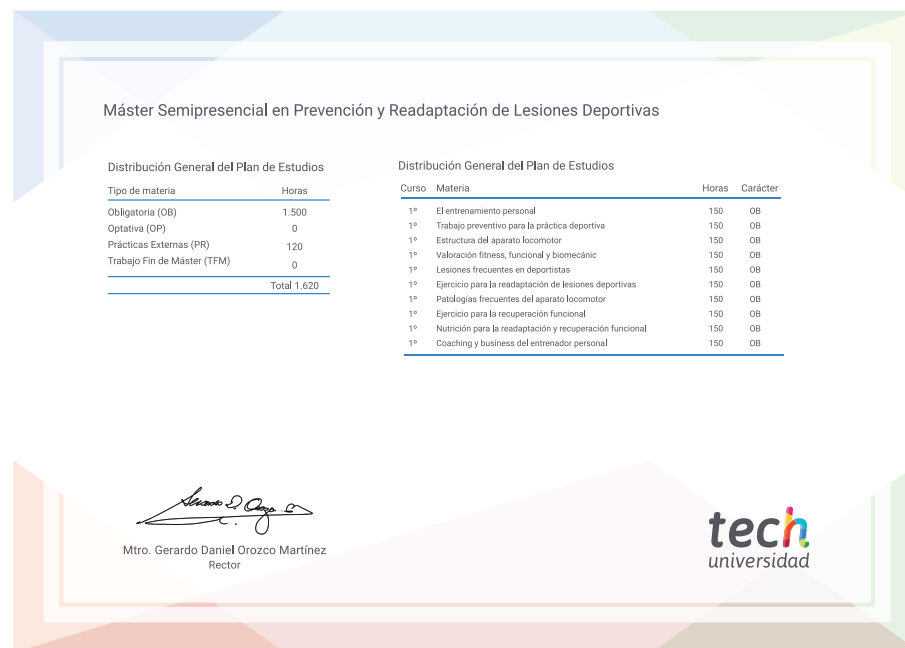 Máster Semipresencial en Prevención y Readaptación de Lesiones Deportivas
Distribución General del Plan de Estudios
Tipo de materia Horas
Obligatoria (OB) 1.500
Optativa (OP) 0
Prácticas Externas (PR) 120
Trabajo Fin de Máster (TFM) 0
Total 1.620
Distribución General del Plan de Estudios
Curso Materia Horas Carácter
1º El entrenamiento personal 150 OB
1º Trabajo preventivo para la práctica deportiva 150 OB
1º Estructura del aparato locomotor 150 OB
1º Valoración fitness, funcional y biomecánic 150 OB
1º Lesiones frecuentes en deportistas 150 OB
1º Ejercicio para la readaptación de lesiones deportivas 150 OB
1º Patologías frecuentes del aparato locomotor 150 OB
1º Ejercicio para la recuperación funcional 150 OB
1º Nutrición para la readaptación y recuperación funcional 150 OB
1º Coaching y business del entrenador personal 150 OB
Mtro. Gerardo Daniel Orozco Martínez
Rector
tech
universidad